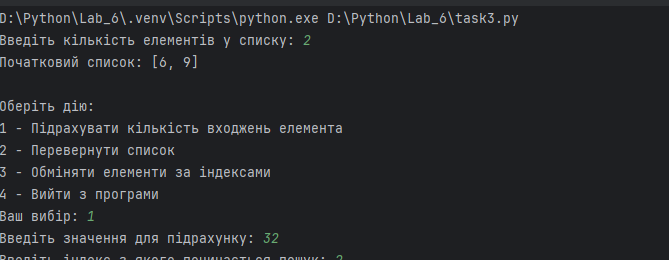 D:\Python\Lab_6\.venv\Scripts\python.exe D:\Python\Lab_6\task3.py
Введіть кількість елементів у списку: 2
Початковий список: [6, 9]
Оберіть дію:
1 - Підрахувати кількість входжень елемента
2 - Перевернути список
3 - Обміняти елементи за індексами
4 - Вийти з програми
Ваш вибір: 1
Введіть значення для підрахунку: 32
Введіть індекс з якого починається пошук: 2